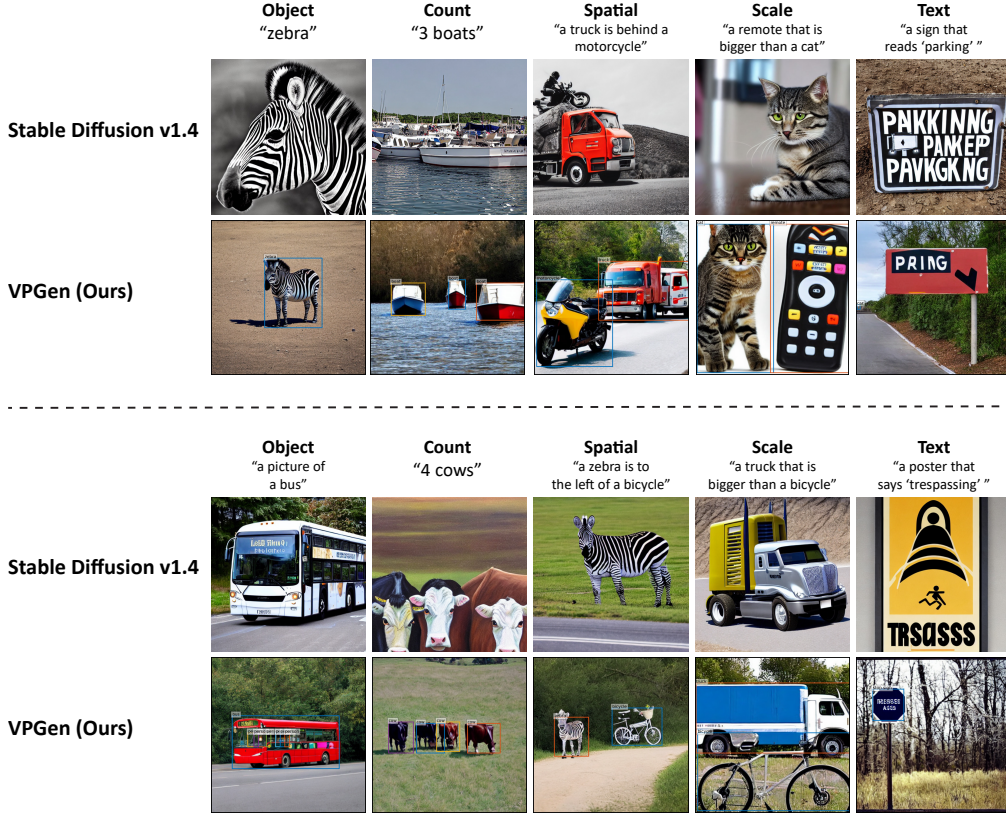 Object Count Spatial Scale Text
“zebra” “3 boats” “a truck is behind a motorcycle” “a remote that is bigger than a cat” “a sign that reads ‘parking’ ”
Stable Diffusion v1.4
PAKKINNG
PANKEP
PAVKGKNG
VPGen (Ours)
PRING
Object Count Spatial Scale Text
“a picture of a bus” “4 cows” “a zebra is to the left of a bicycle” “a truck that is bigger than a bicycle” “a poster that says ‘trespassing’ ”
Stable Diffusion v1.4
TRSCISSS
VPGen (Ours)